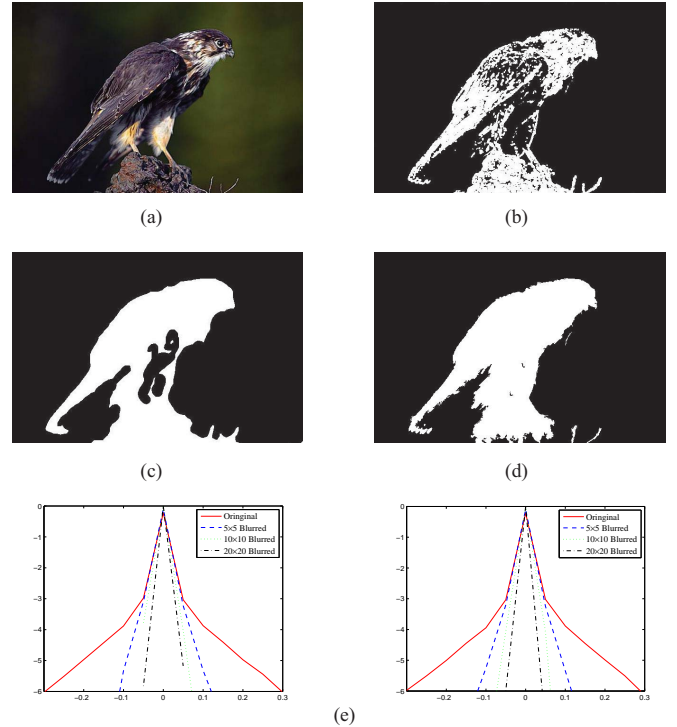 (a)
(b)
(c)
(d)
0
−1
−2
−3
−4
−5
−6
−0.2
−0.1
0
0.1
0.2
0.3
Oringinal
5×5 Blurred
10×10 Blurred
20×20 Blurred
0
−1
−2
−3
−4
−5
−6
−0.3
−0.2
−0.1
0
0.1
0.2
0.3
Oringinal
5×5 Blurred
10×10 Blurred
20×20 Blurred
(e)